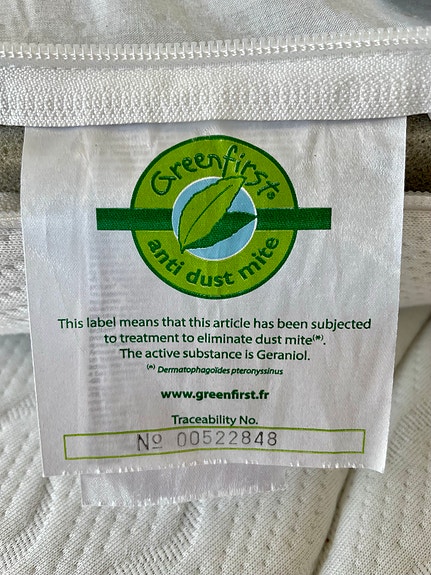 Greenfirst®
anti dust mite
This label means that this article has been subjected
to treatment to eliminate dust mite(*).
The active substance is Geraniol.
(*) Dermatophagoïdes pteronyssinus
www.greenfirst.fr
Traceability No.
Nº 00522848